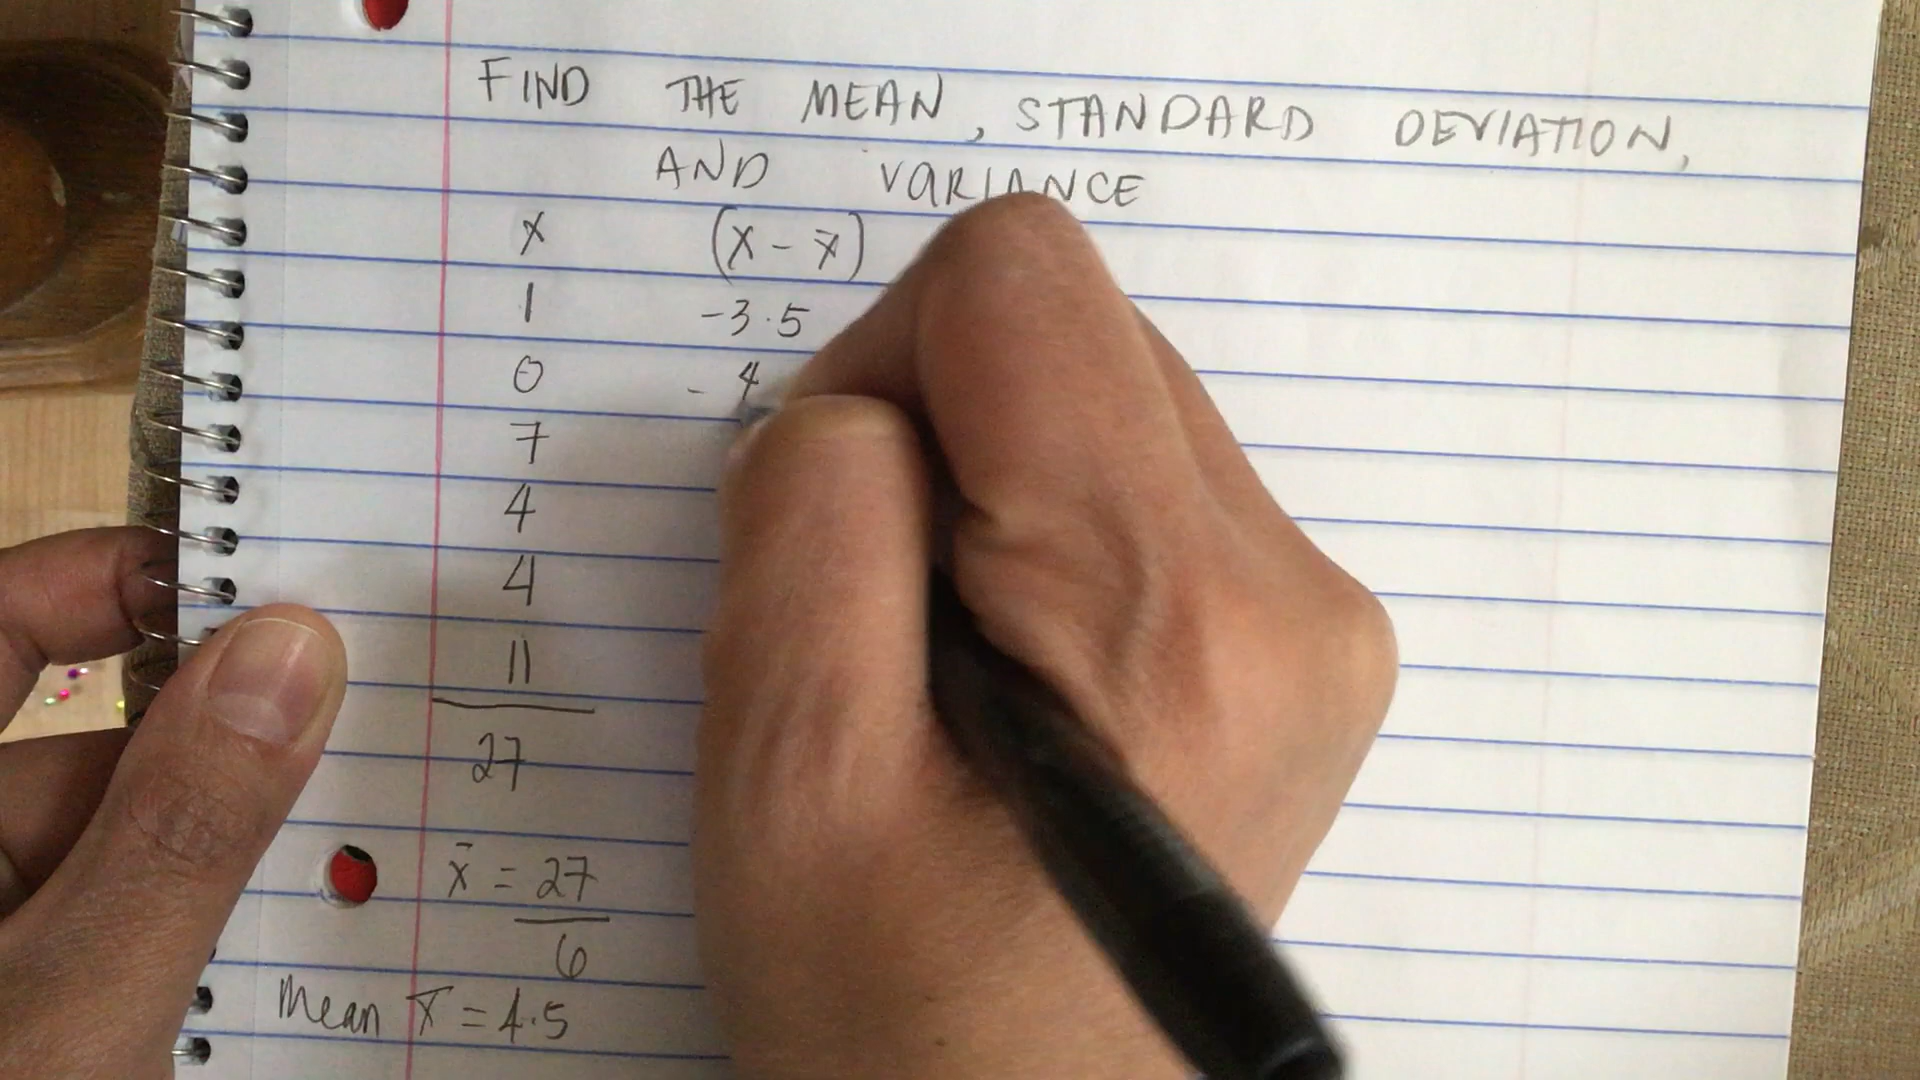 FIND THE MEAN, STANDARD DEVIATION,
AND VARIANCE
x (x - x̄)
1 -3.5
0 -4
7
4
4
11
27
x̄ = 27
6
Mean x̄ = 4.5